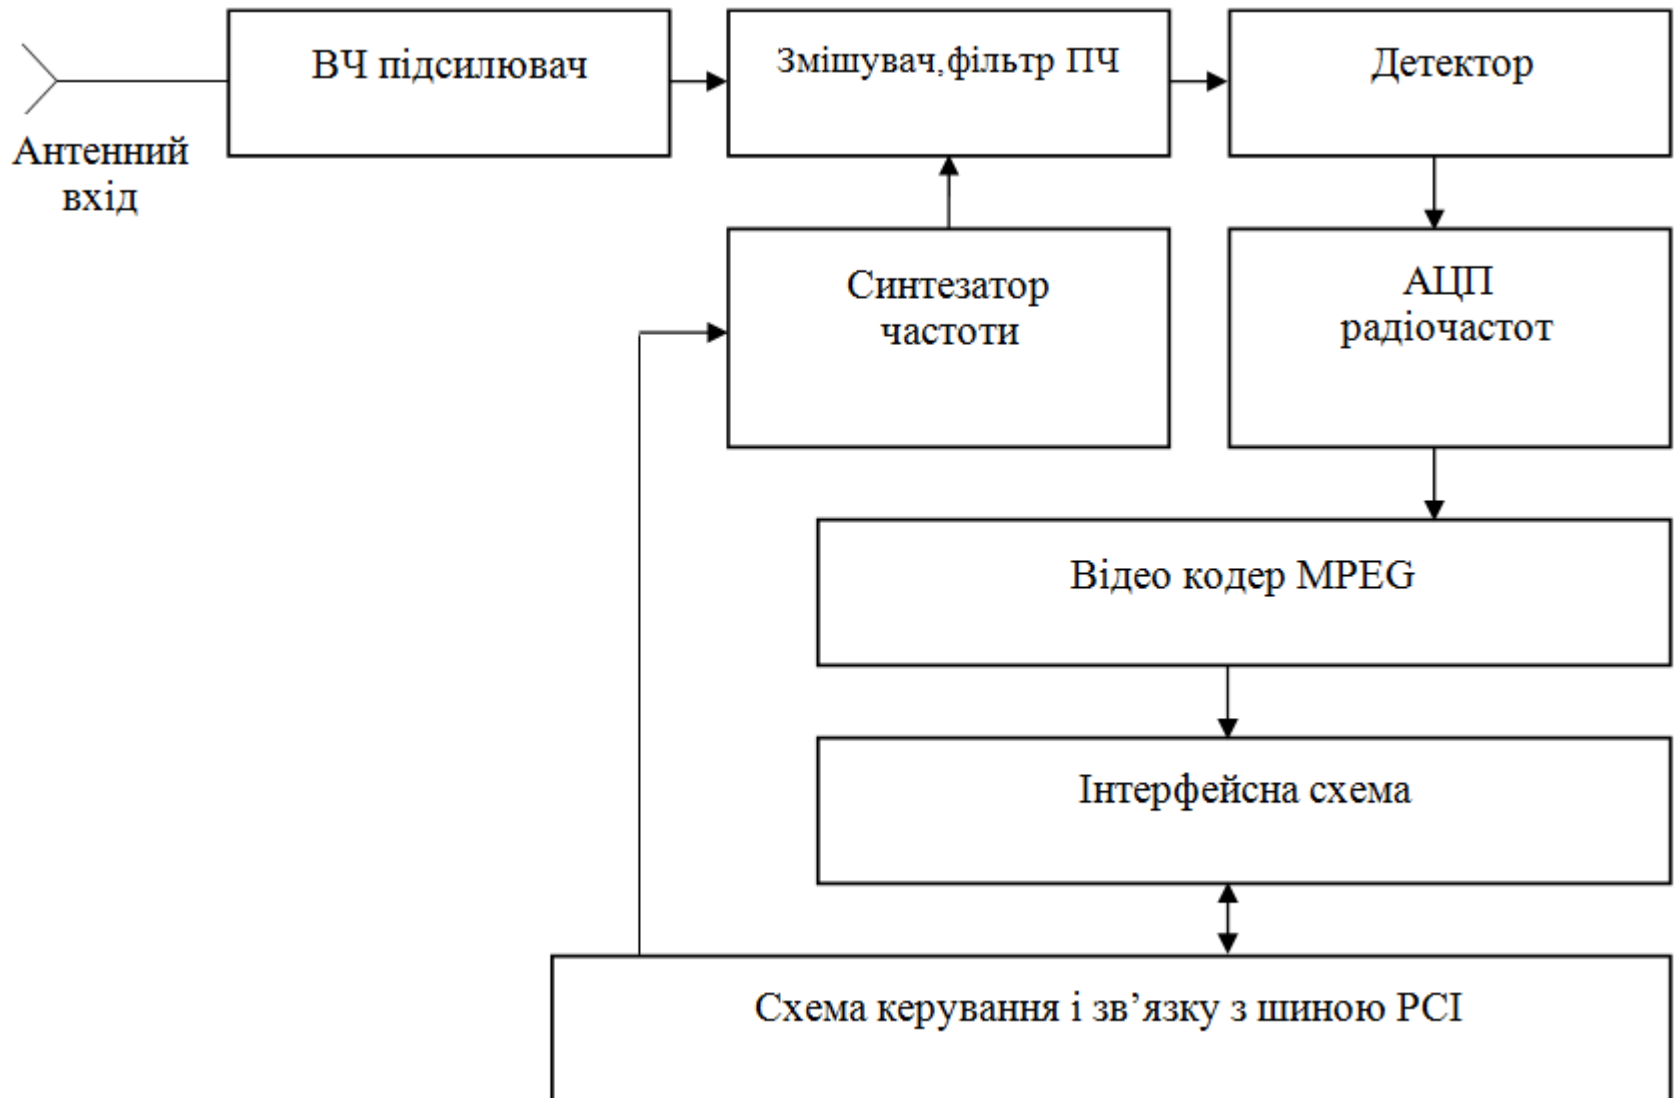 ВЧ підсилювач
Змішувач,фільтр ПЧ
Детектор
Антенний
вхід
Синтезатор
частоти
АЦП
радіочастот
Відео кодер MPEG
Інтерфейсна схема
Схема керування і зв’язку з шиною PCI